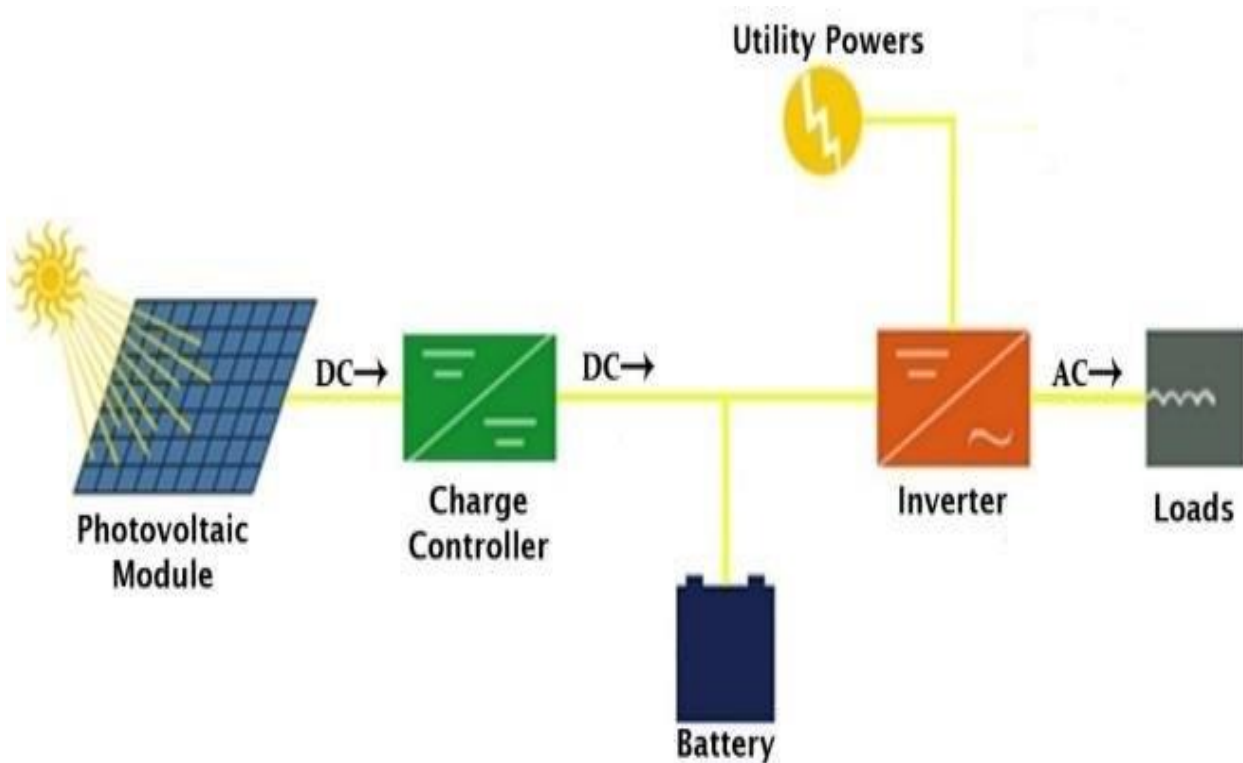 Utility Powers
DC→
DC→
AC→
Photovoltaic
Module
Charge
Controller
Inverter
Loads
Battery